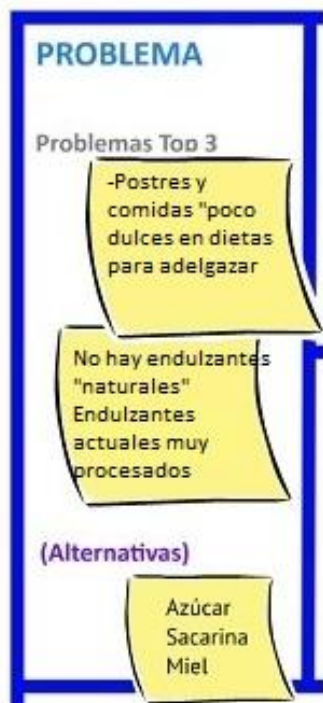 PROBLEMA
Problemas Top 3
-Postres y
comidas "poco
dulces en dietas
para adelgazar
No hay endulzantes
"naturales"
Endulzantes
actuales muy
procesados
(Alternativas)
Azúcar
Sacarina
Miel